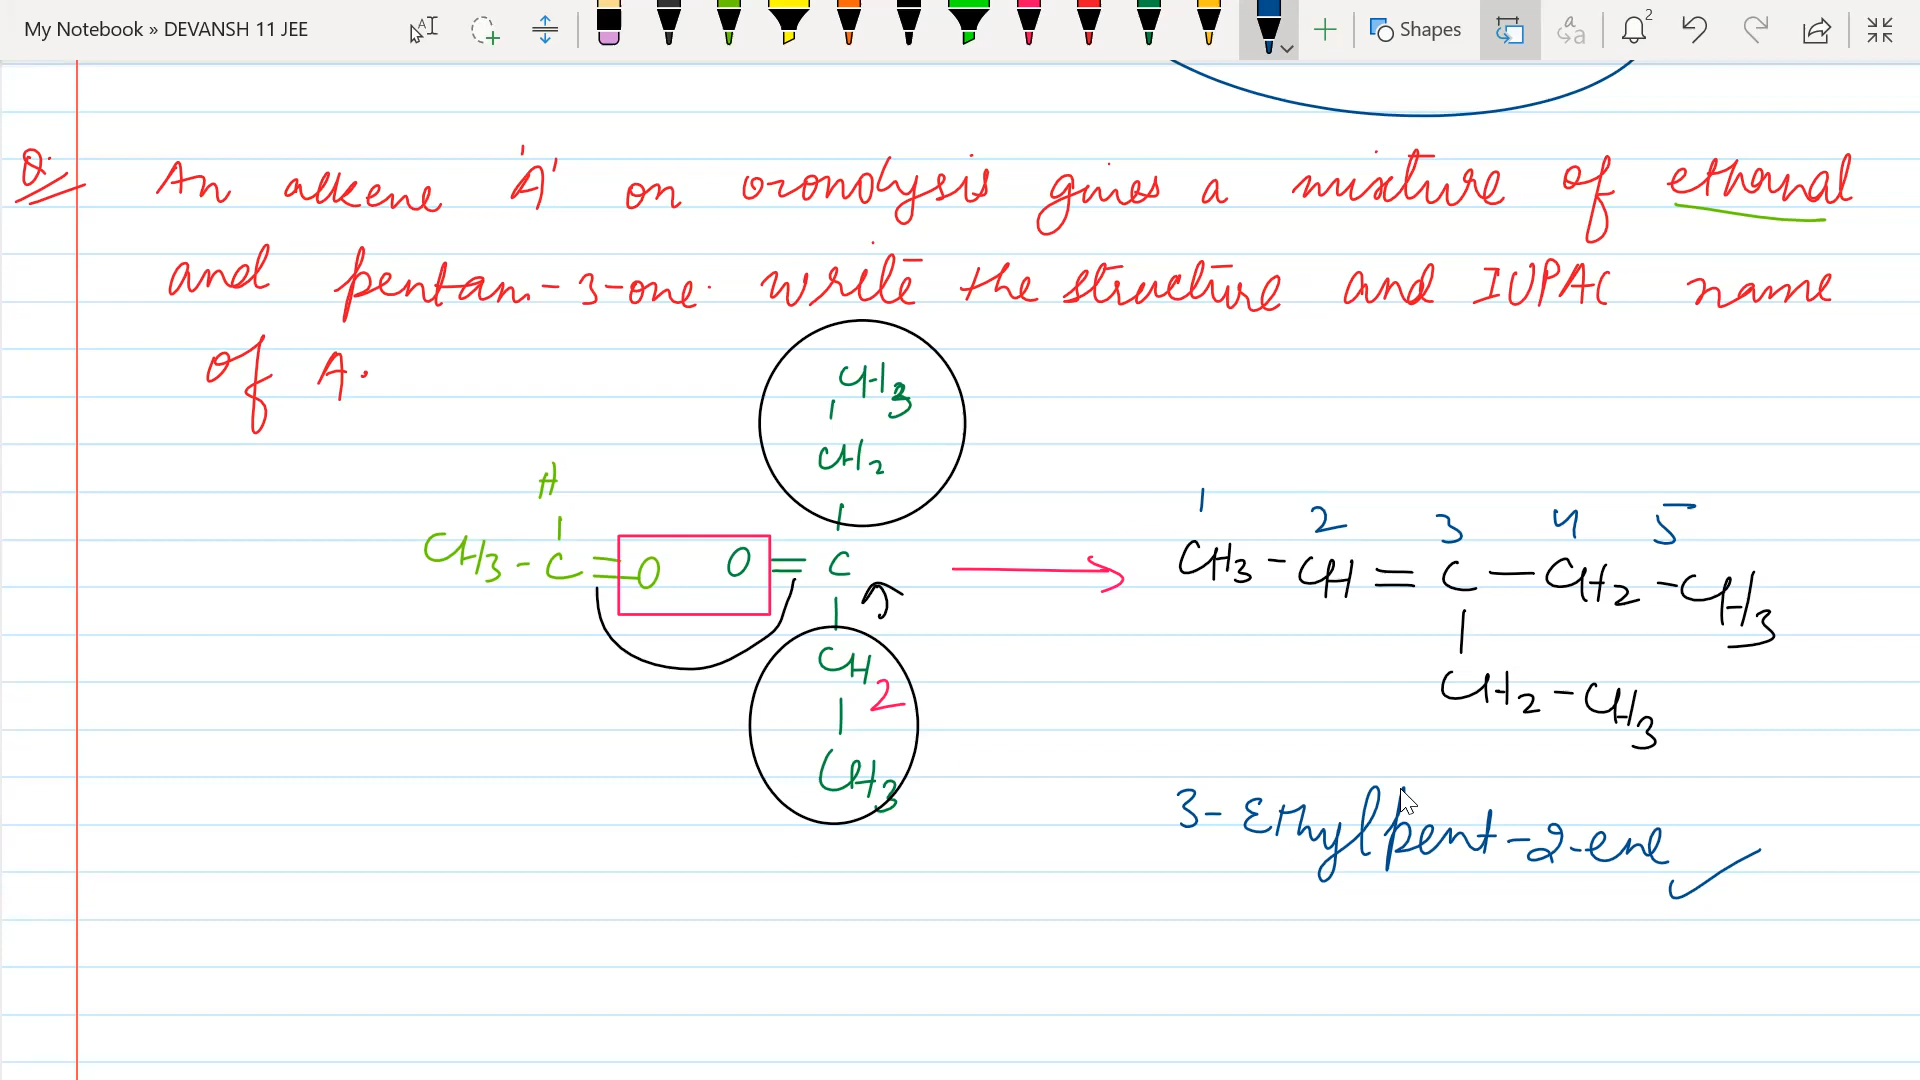 My Notebook » DEVANSH 11 JEE
Shapes
2
Q. An alkene 'A' on ozonolysis gives a mixture of ethanal
and pentan-3-one. write the structure and IUPAC name
of A.
CH3
CH2
H
CH3-C=O O=C
CH2
CH3
1 2 3 4 5
CH3-CH=C-CH2-CH3
CH2-CH3
3-Ethylpent-2-ene